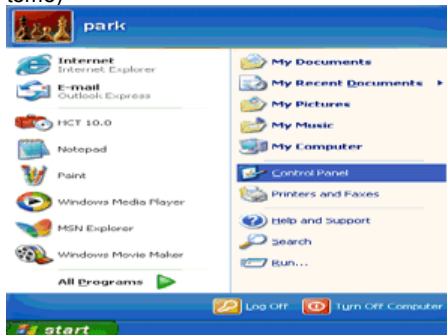 park
Internet
Internet Explorer
E-mail
Outlook Express
HCT 10.0
Notepad
Paint
Windows Media Player
MSN Explorer
Windows Movie Maker
All Programs
My Documents
My Recent Documents
My Pictures
My Music
My Computer
Control Panel
Printers and Faxes
Help and Support
Search
Run...
Log Off
Turn Off Computer
start